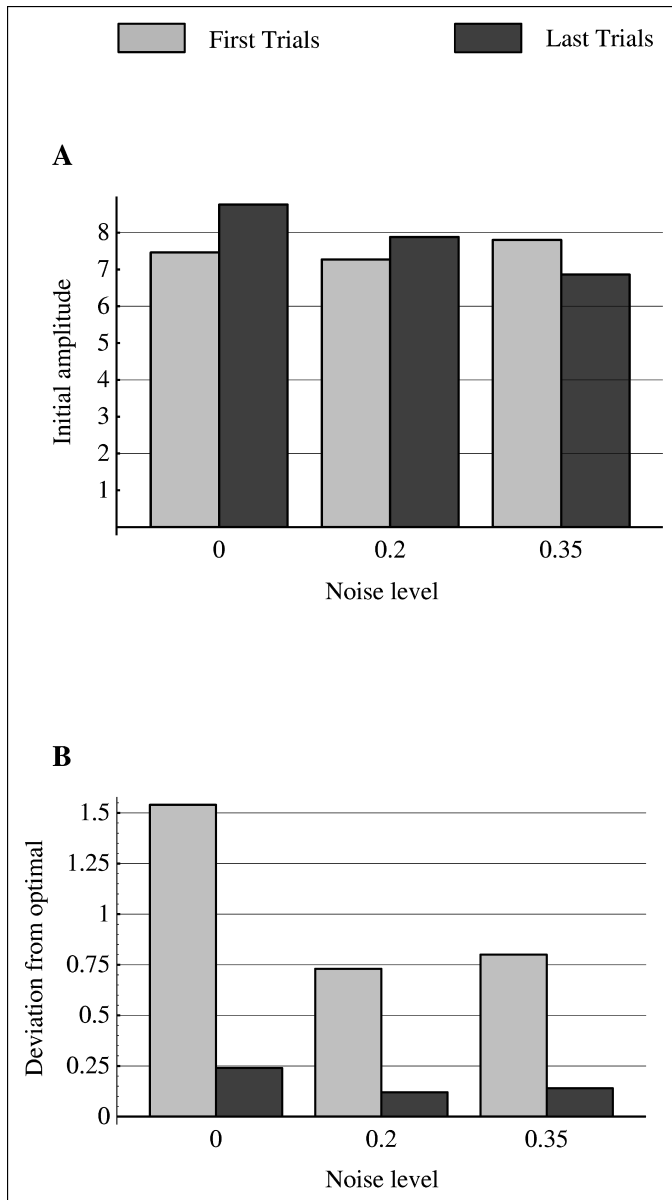 First Trials
Last Trials
A
8
7
6
5
4
3
2
1
Initial amplitude
0 0.2 0.35
Noise level
B
1.5
1.25
1
0.75
0.5
0.25
0
Deviation from optimal
0 0.2 0.35
Noise level